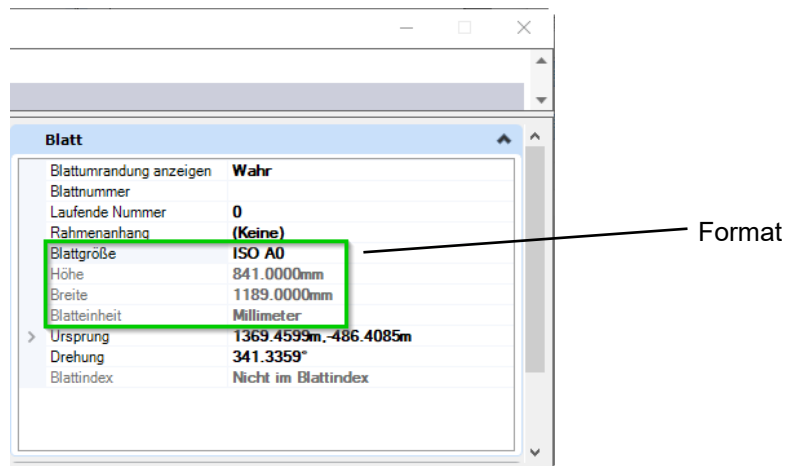 Blatt
Blattumrandung anzeigen Wahr
Blattnummer
Laufende Nummer 0
Rahmenanhang (Keine)
Blattgröße ISO A0
Format
Höhe 841.0000mm
Breite 1189.0000mm
Blatteinheit Millimeter
Ursprung 1369.4599m,-486.4085m
Drehung 341.3359°
Blattindex Nicht im Blattindex